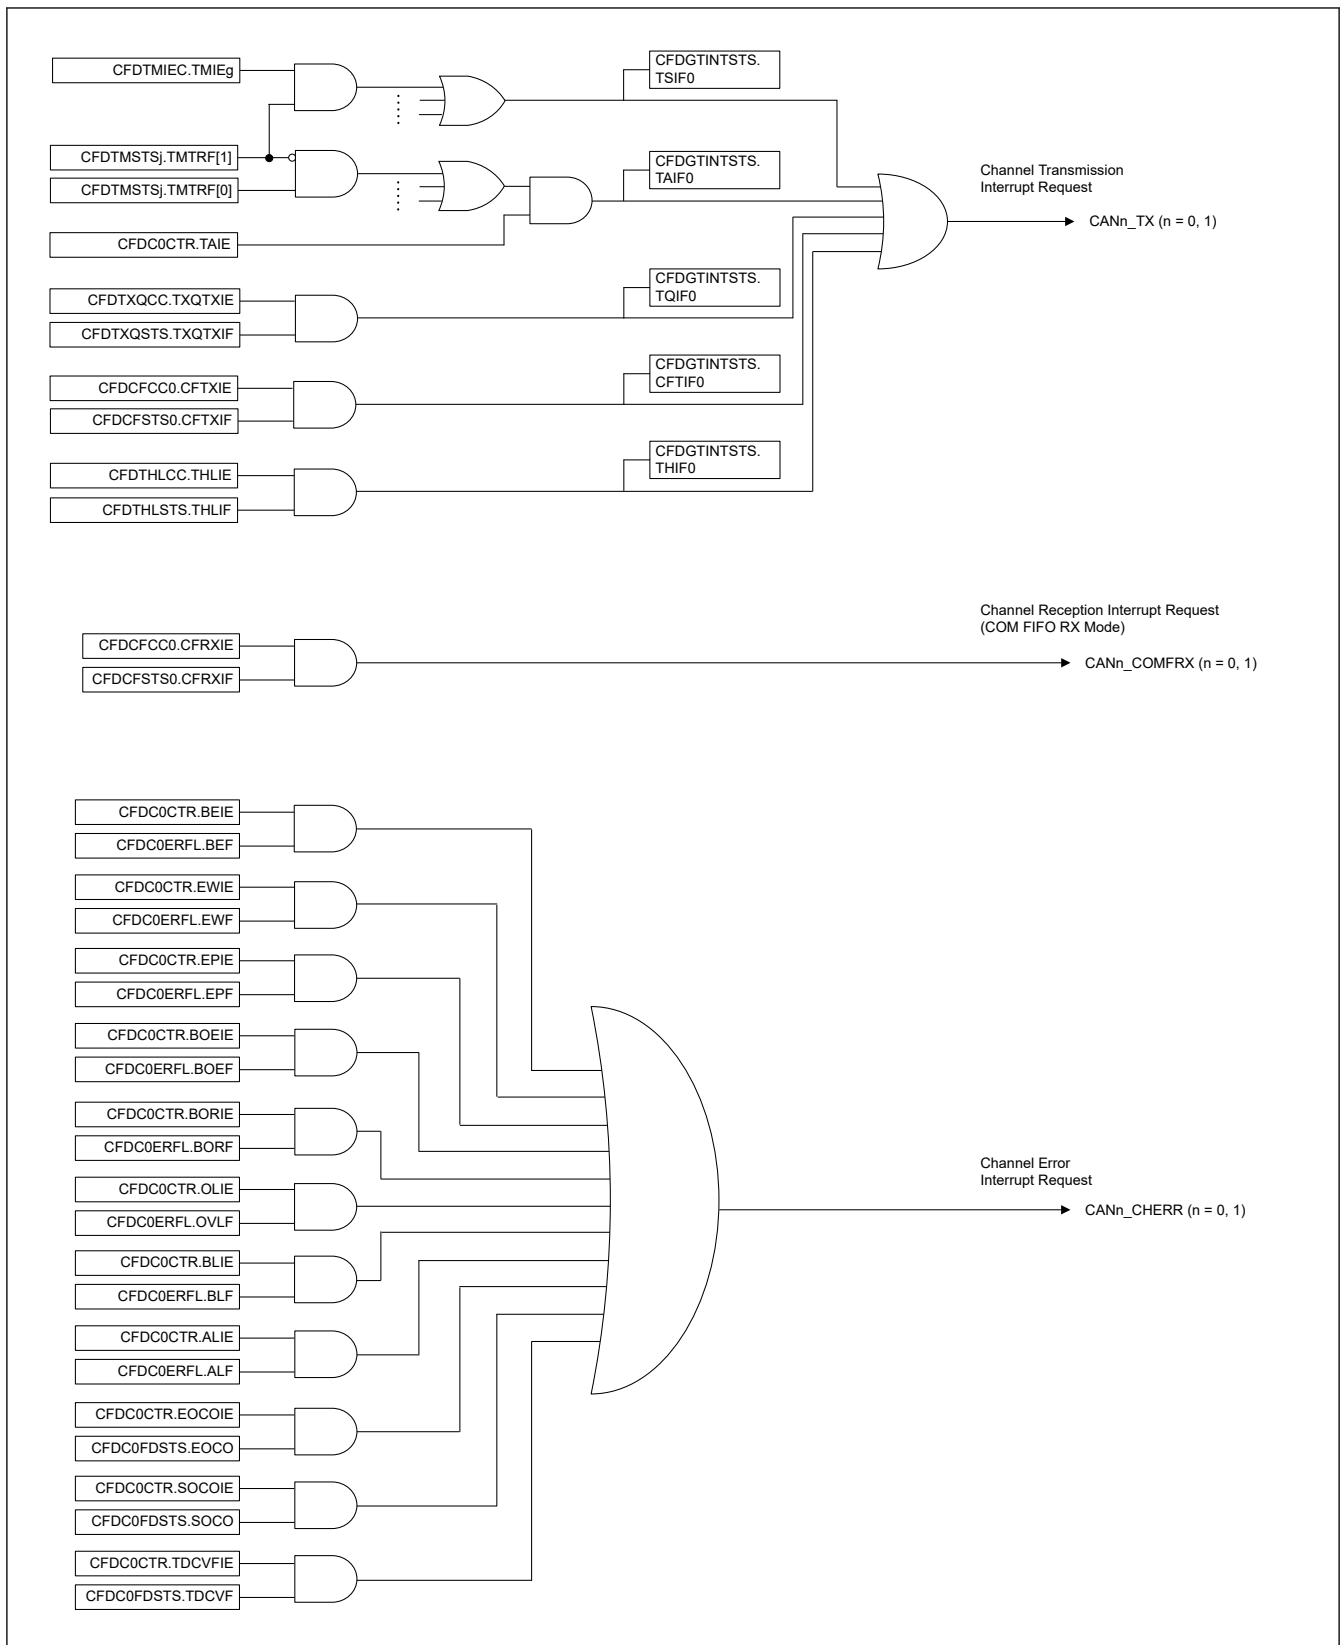 CFDTMIEC.TMIEg
CFDGTINTSTS.
TSIF0
CFDTMSTSj.TMTRF[1]
CFDTMSTSj.TMTRF[0]
CFDGTINTSTS.
TAIF0
Channel Transmission
Interrupt Request
CANn_TX (n = 0, 1)
CFDC0CTR.TAIE
CFDTXQCC.TXQTXIE
CFDTXQSTS.TXQTXIF
CFDGTINTSTS.
TQIF0
CFDCFCC0.CFTXIE
CFDCFSTS0.CFTXIF
CFDGTINTSTS.
CFTIF0
CFDTHLCC.THLIE
CFDTHLSTS.THLIF
CFDGTINTSTS.
THIF0
Channel Reception Interrupt Request
(COM FIFO RX Mode)
CFDCFCC0.CFRXIE
CFDCFSTS0.CFRXIF
CANn_COMFRX (n = 0, 1)
CFDC0CTR.BEIE
CFDC0ERFL.BEF
CFDC0CTR.EWIE
CFDC0ERFL.EWF
CFDC0CTR.EPIE
CFDC0ERFL.EPF
CFDC0CTR.BOEIE
CFDC0ERFL.BOEF
CFDC0CTR.BORIE
CFDC0ERFL.BORF
CFDC0CTR.OLIE
CFDC0ERFL.OVLF
Channel Error
Interrupt Request
CANn_CHERR (n = 0, 1)
CFDC0CTR.BLIE
CFDC0ERFL.BLF
CFDC0CTR.ALIE
CFDC0ERFL.ALF
CFDC0CTR.EOCOIE
CFDC0FDSTS.EOCO
CFDC0CTR.SOCOIE
CFDC0FDSTS.SOCO
CFDC0CTR.TDCVFIE
CFDC0FDSTS.TDCVF